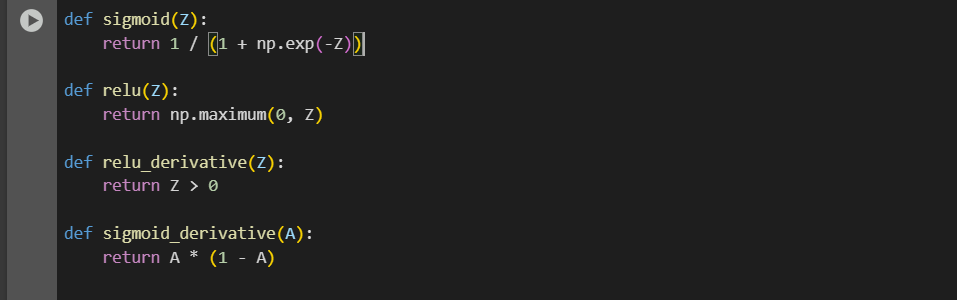 def sigmoid(Z):
    return 1 / (1 + np.exp(-Z))
def relu(Z):
    return np.maximum(0, Z)
def relu_derivative(Z):
    return Z > 0
def sigmoid_derivative(A):
    return A * (1 - A)